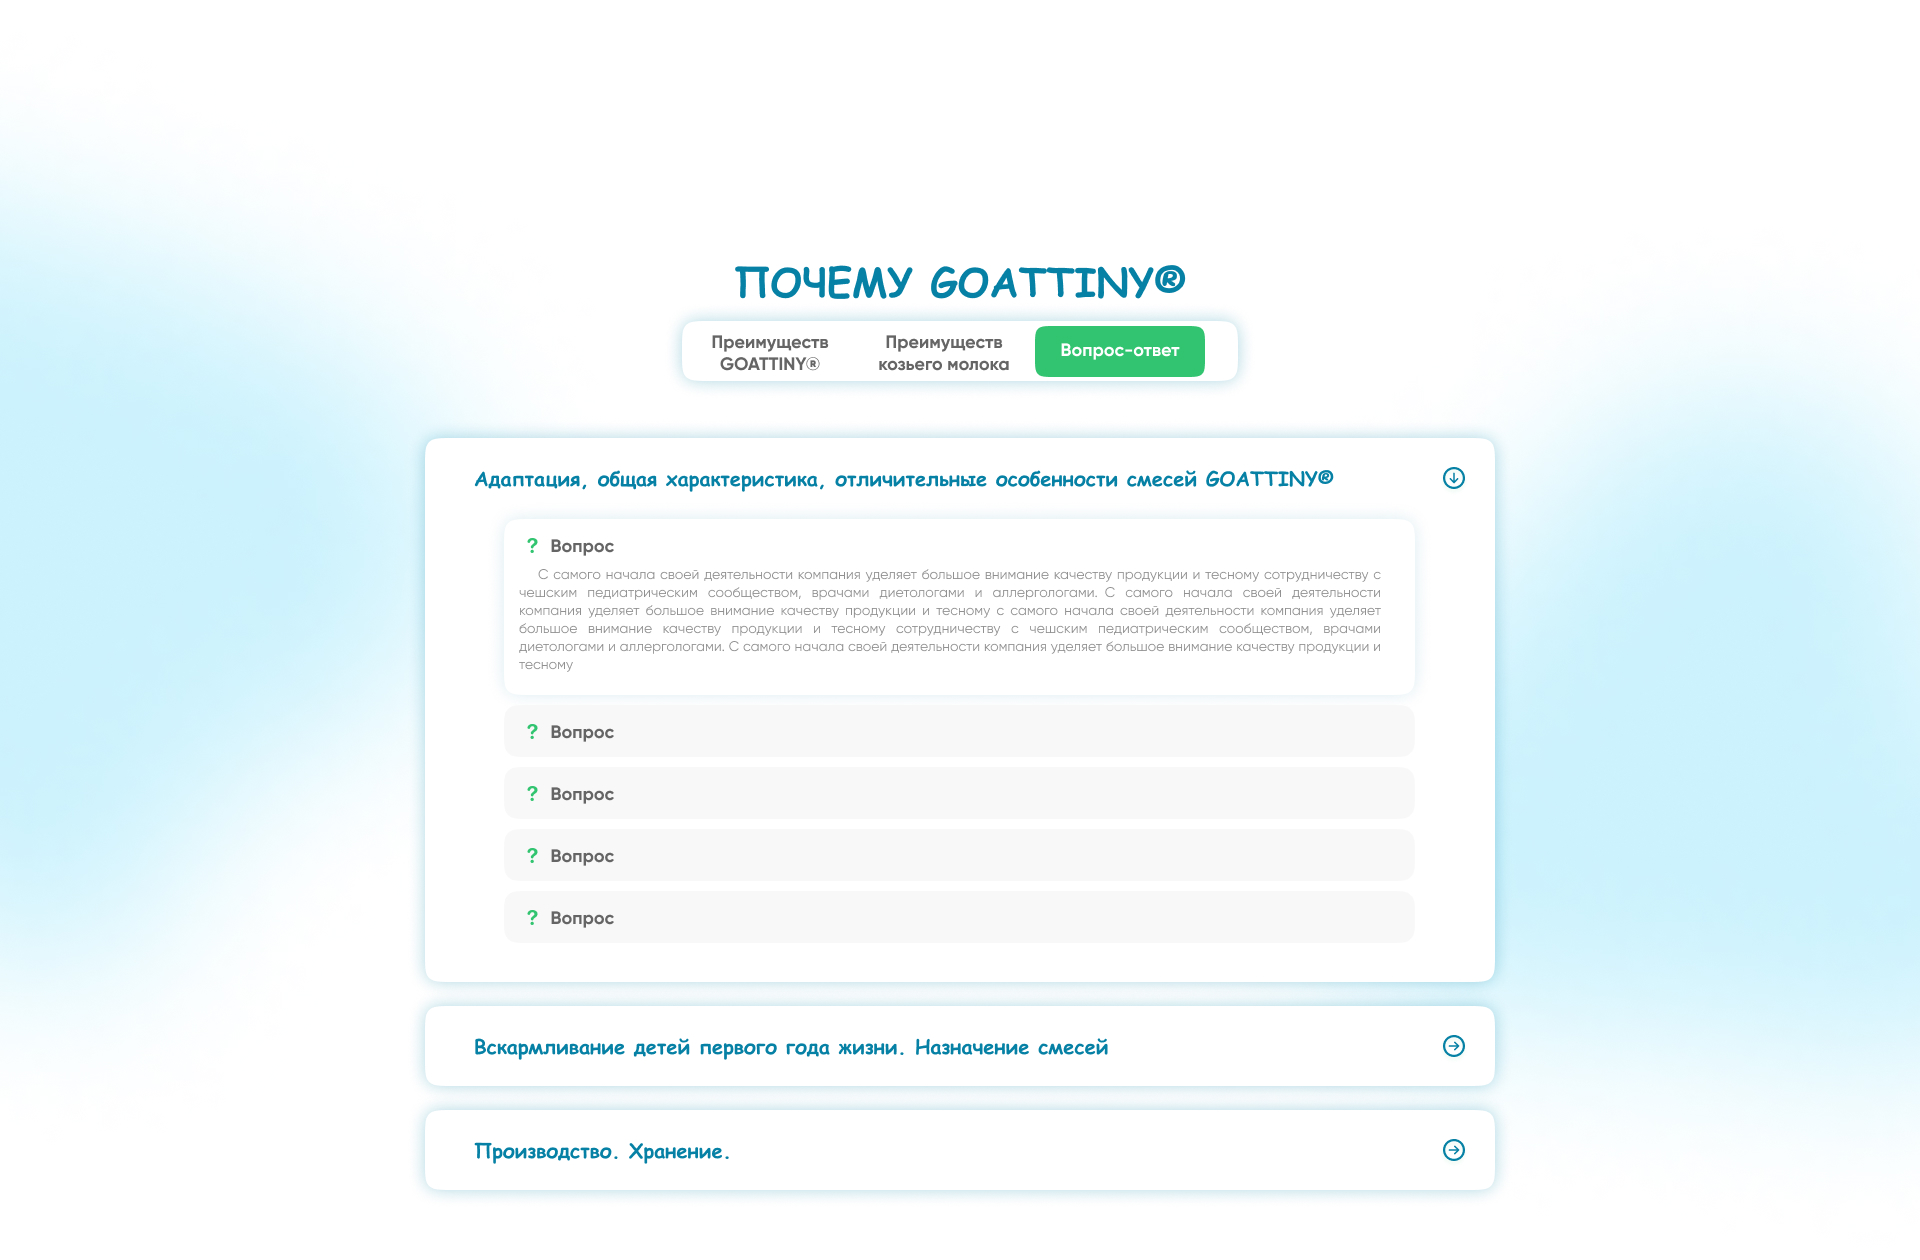 ПОЧЕМУ GOATTINY®
Преимуществ
GOATTINY®
Преимуществ
козьего молока
Вопрос-ответ
Адаптация, общая характеристика, отличительные особенности смесей GOATTINY®
? Вопрос
С самого начала своей деятельности компания уделяет большое внимание качеству продукции и тесному сотрудничеству с
чешским педиатрическим сообществом, врачами диетологами и аллергологами. С самого начала своей деятельности
компания уделяет большое внимание качеству продукции и тесному с самого начала своей деятельности компания уделяет
большое внимание качеству продукции и тесному сотрудничеству с чешским педиатрическим сообществом, врачами
диетологами и аллергологами. С самого начала своей деятельности компания уделяет большое внимание качеству продукции и
тесному
? Вопрос
? Вопрос
? Вопрос
? Вопрос
Вскармливание детей первого года жизни. Назначение смесей
Производство. Хранение.